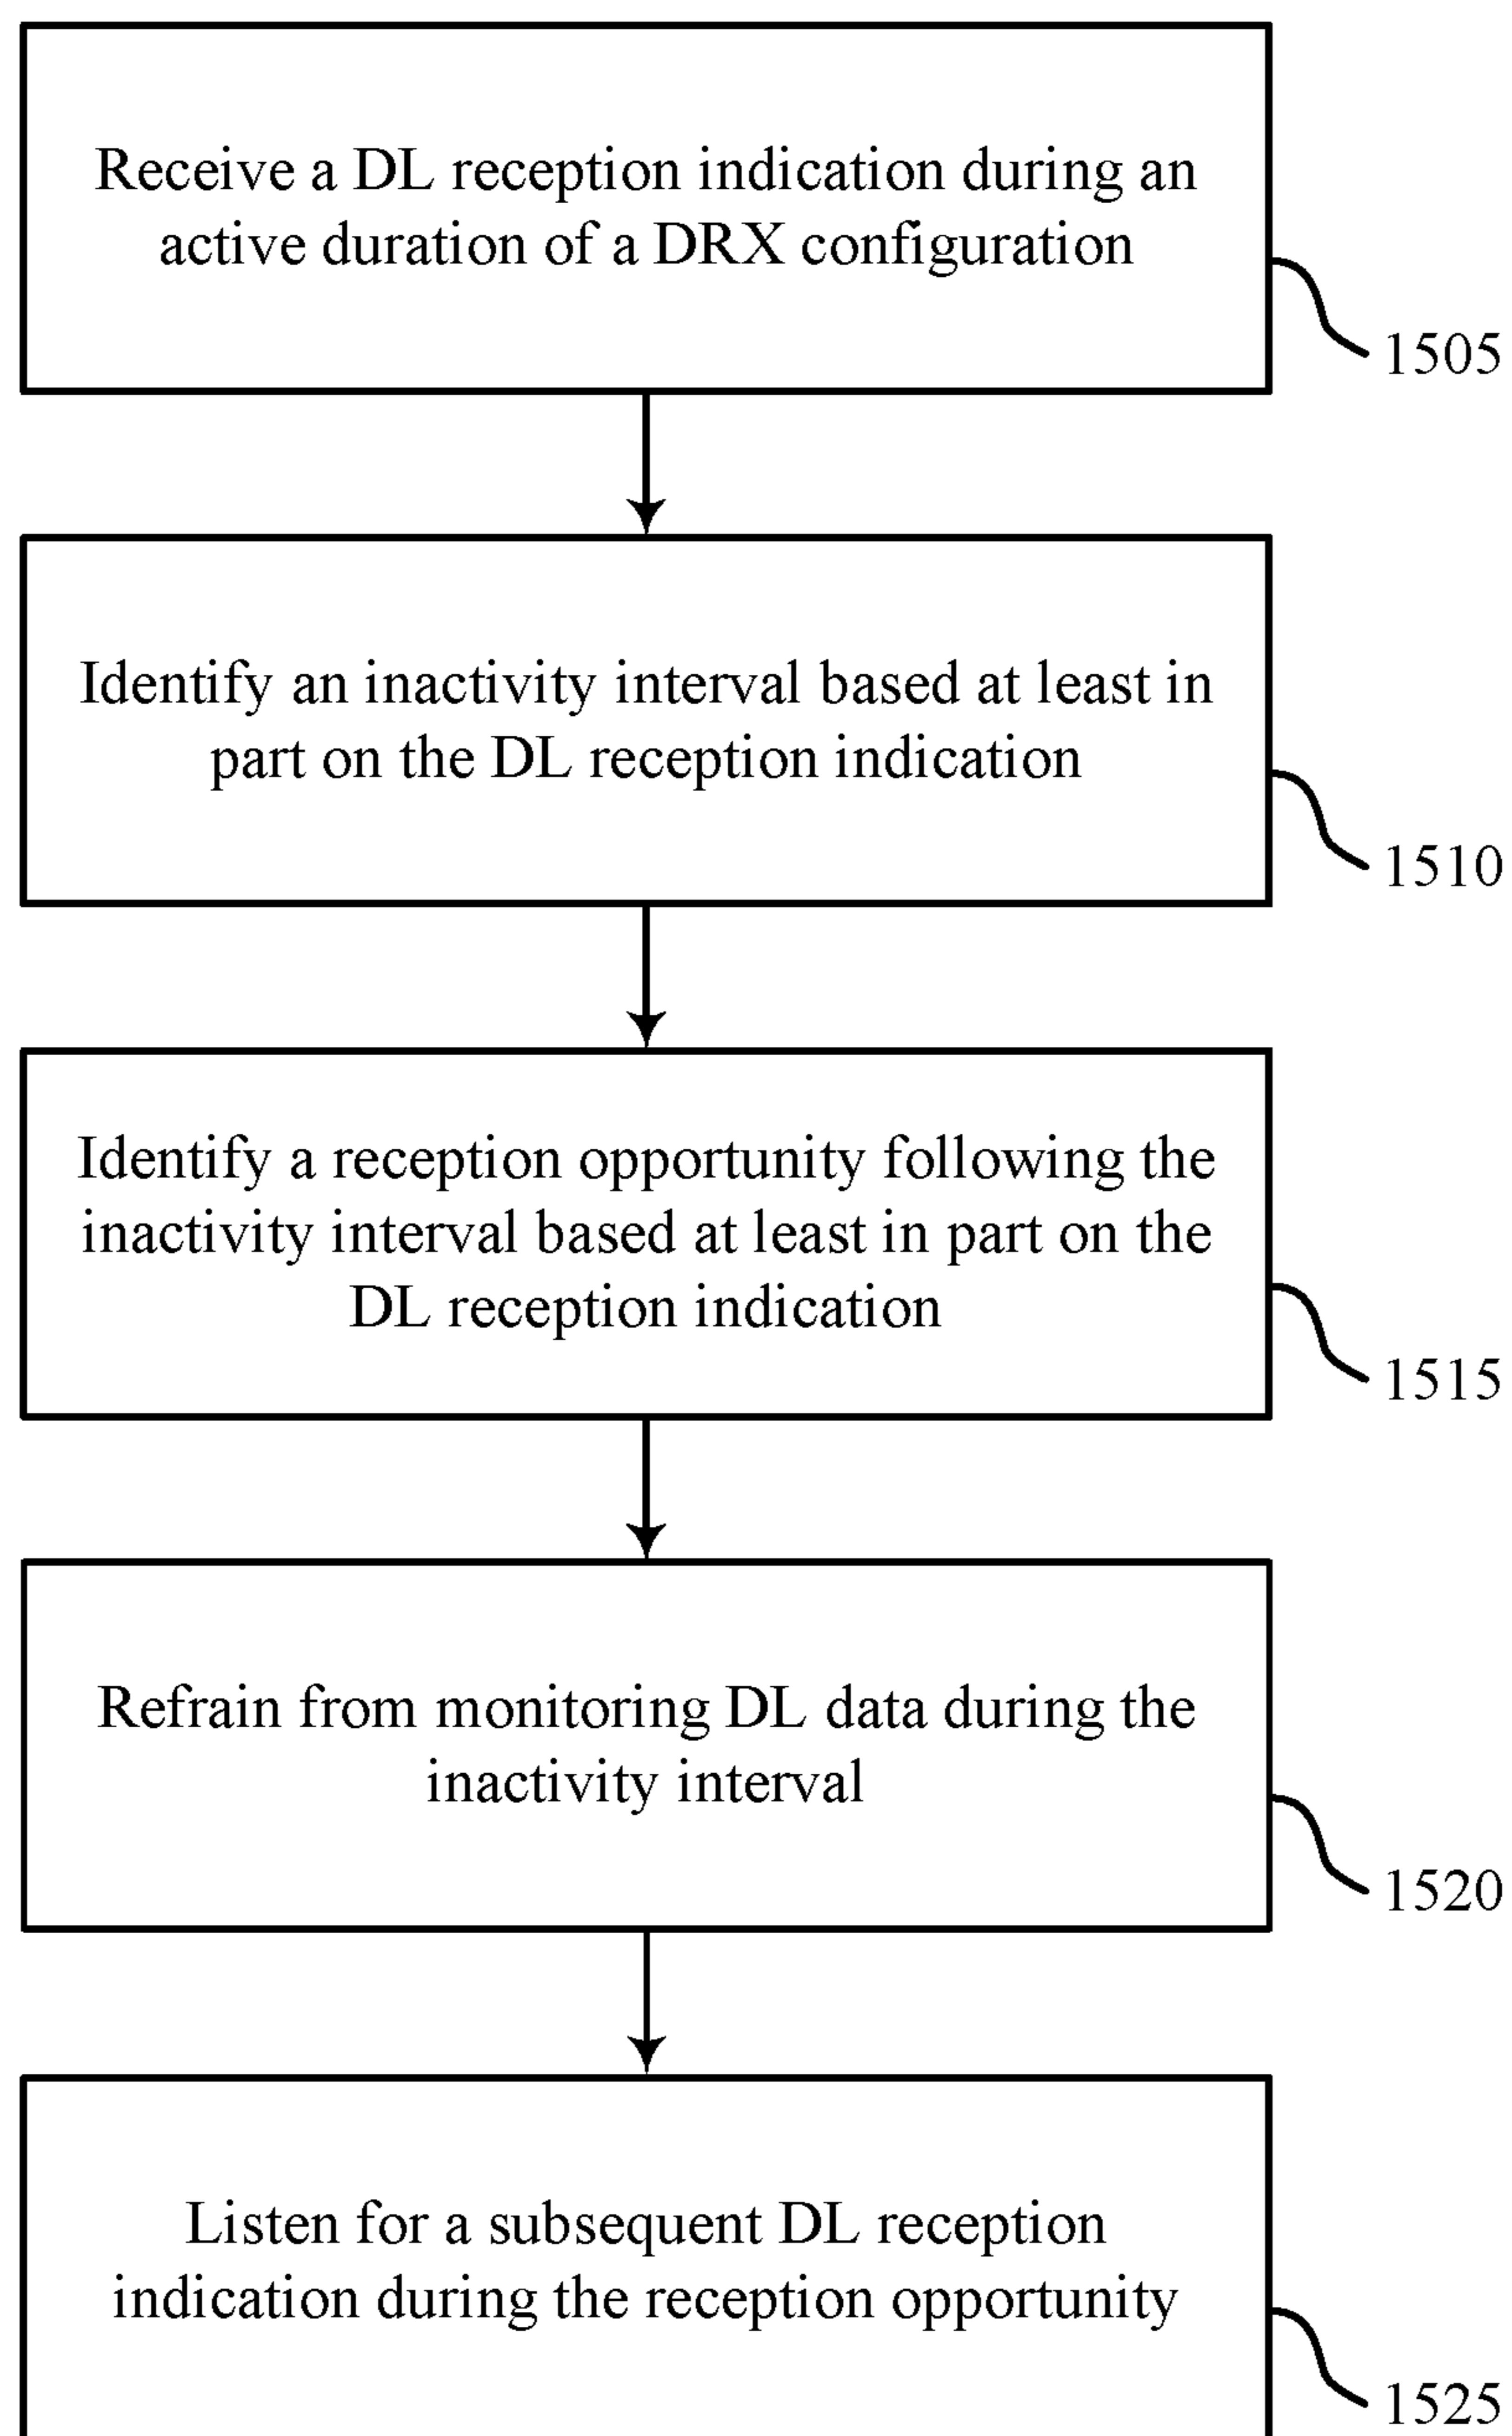 Receive a DL reception indication during an
active duration of a DRX configuration
1505
Identify an inactivity interval based at least in
part on the DL reception indication
1510
Identify a reception opportunity following the
inactivity interval based at least in part on the
DL reception indication
1515
Refrain from monitoring DL data during the
inactivity interval
1520
Listen for a subsequent DL reception
indication during the reception opportunity
1525